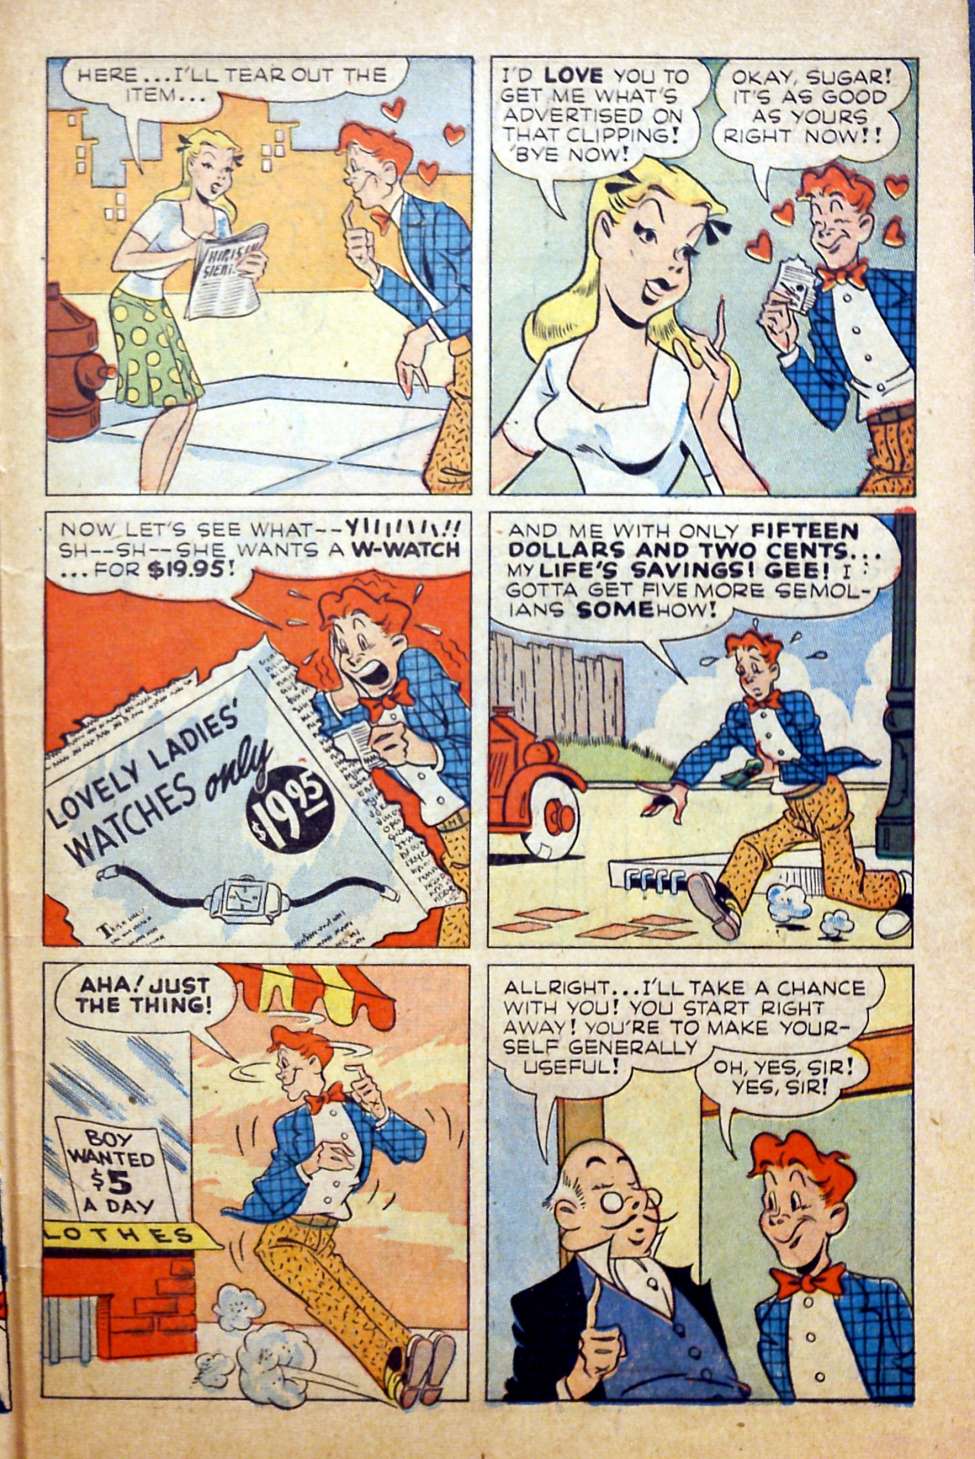 HERE...I'LL TEAR OUT THE
ITEM...
I'D LOVE YOU TO
GET ME WHAT'S
ADVERTISED ON
THAT CLIPPING!
'BYE NOW!
OKAY, SUGAR!
IT'S AS GOOD
AS YOURS
RIGHT NOW!!
NOW LET'S SEE WHAT--YIIIIIII!!
SH--SH--SHE WANTS A W-WATCH
...FOR $19.95!
LOVELY LADIES'
WATCHES only
$19.95
AND ME WITH ONLY FIFTEEN
DOLLARS AND TWO CENTS...
MY LIFE'S SAVINGS! GEE! I
GOTTA GET FIVE MORE SEMOL-
IANS SOMEHOW!
AHA! JUST
THE THING!
BOY
WANTED
$5
A DAY
LOTHES
ALLRIGHT...I'LL TAKE A CHANCE
WITH YOU! YOU START RIGHT
AWAY! YOU'RE TO MAKE YOUR-
SELF GENERALLY
USEFUL!
OH, YES, SIR!
YES, SIR!